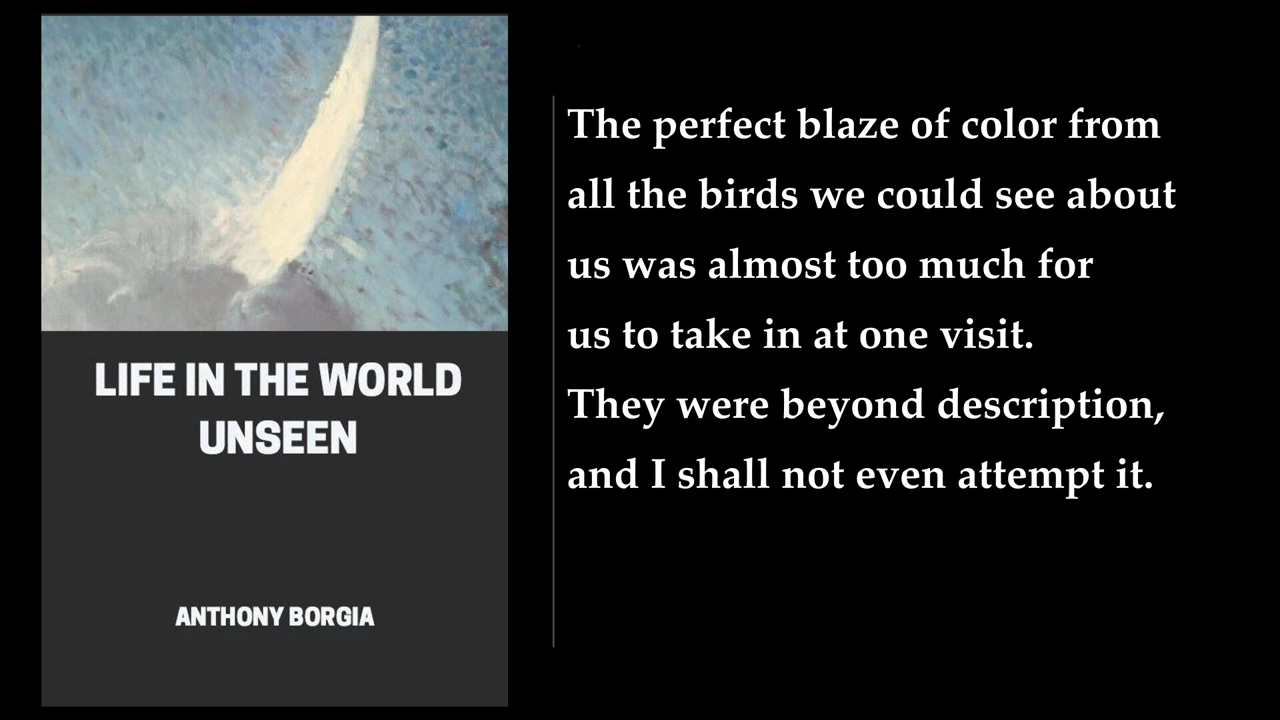 LIFE IN THE WORLD
UNSEEN
ANTHONY BORGIA
The perfect blaze of color from
all the birds we could see about
us was almost too much for
us to take in at one visit.
They were beyond description,
and I shall not even attempt it.